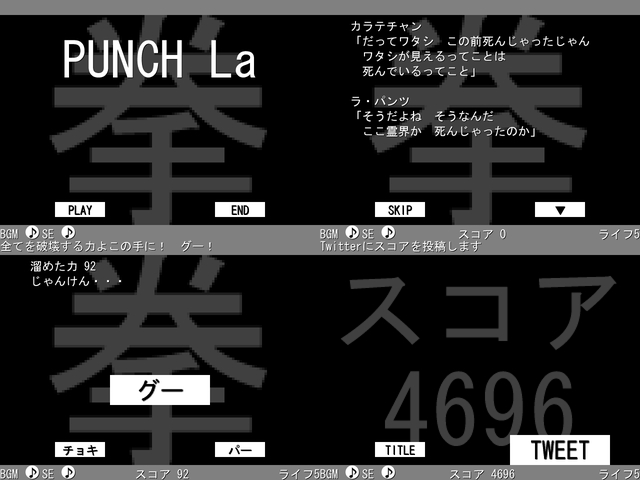 拳
PUNCH La
PLAY
END
BGM ♪ SE ♪
全てを破壊する力よこの手に！　グー！
拳
カラテチャン
「だってワタシ　この前死んじゃったじゃん
ワタシが見えるってことは
死んでいるってこと」
ラ・パンツ
「そうだよね　そうなんだ
ここ霊界か　死んじゃったのか」
SKIP
▼
BGM ♪ SE ♪ スコア 0 ライフ5
Twitterにスコアを投稿します
拳
溜めた力 92
じゃんけん・・・
グー
チョキ
パー
BGM ♪ SE ♪ スコア 92 ライフ5
スコア
4696
TITLE
TWEET
BGM ♪ SE ♪ スコア 4696 ライフ5